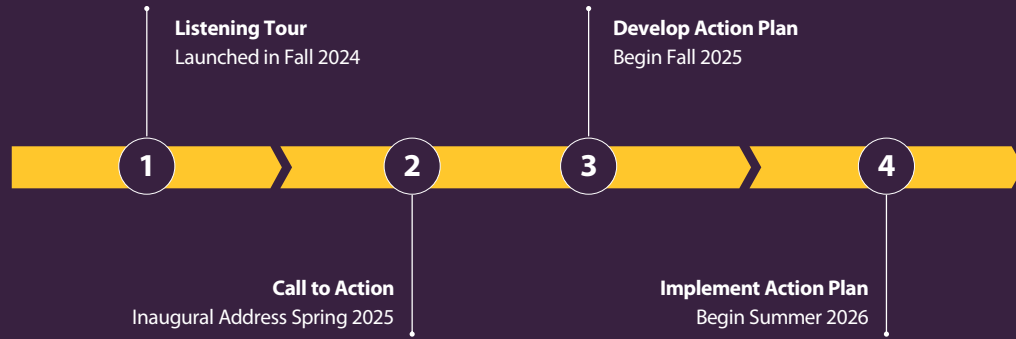 Listening Tour
Launched in Fall 2024
Develop Action Plan
Begin Fall 2025
1
2
3
4
Call to Action
Inaugural Address Spring 2025
Implement Action Plan
Begin Summer 2026